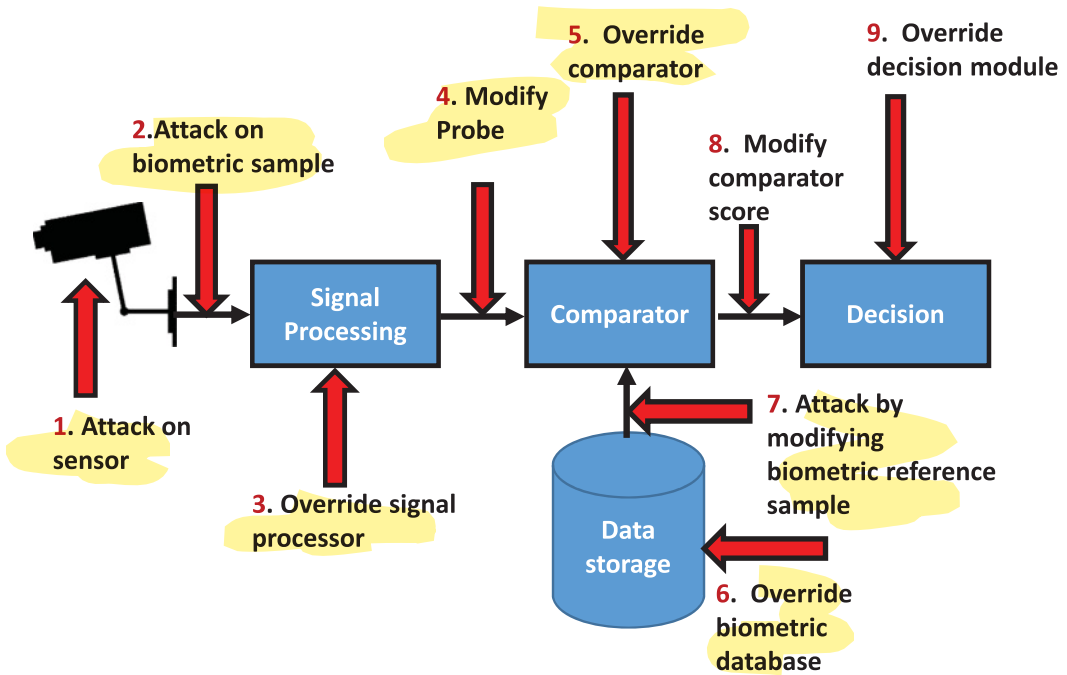 5.  Override
comparator
9.  Override
decision module
4. Modify
Probe
2.Attack on
biometric sample
8.  Modify
comparator
score
Signal
Processing
Comparator
Decision
1. Attack on
sensor
3. Override signal
processor
7. Attack by
modifying
biometric reference
sample
Data
storage
6.  Override
biometric
database